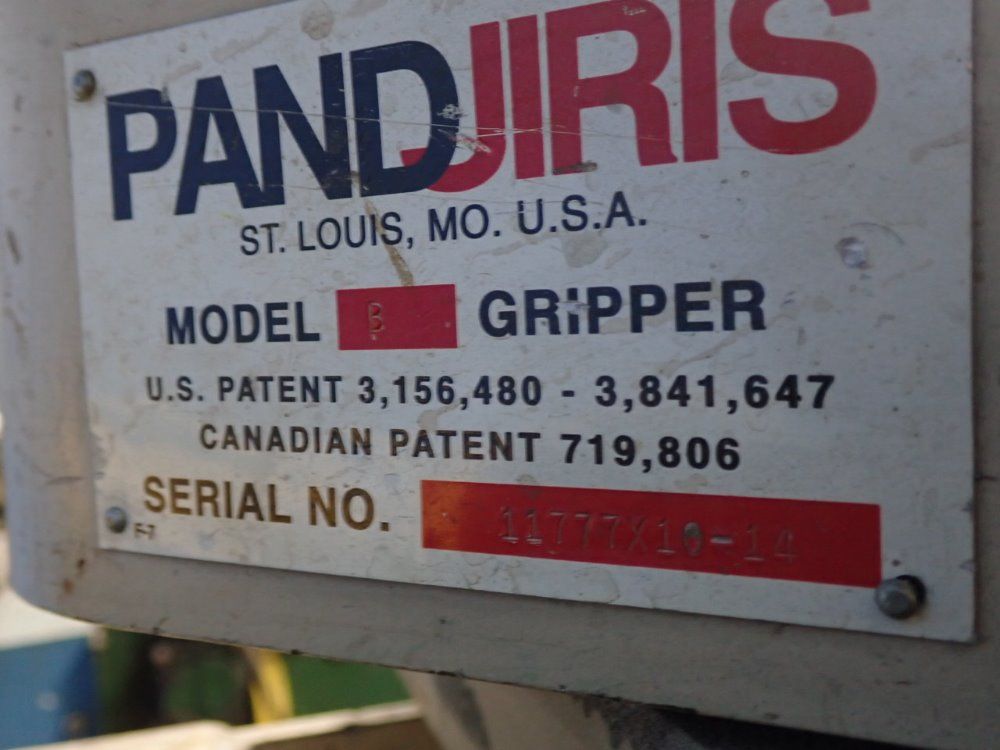 PANDJIRIS
ST. LOUIS, MO. U.S.A.
MODEL B GRIPPER
U.S. PATENT 3,156,480 - 3,841,647
CANADIAN PATENT 719,806
SERIAL NO. 11777X10-14
F-7